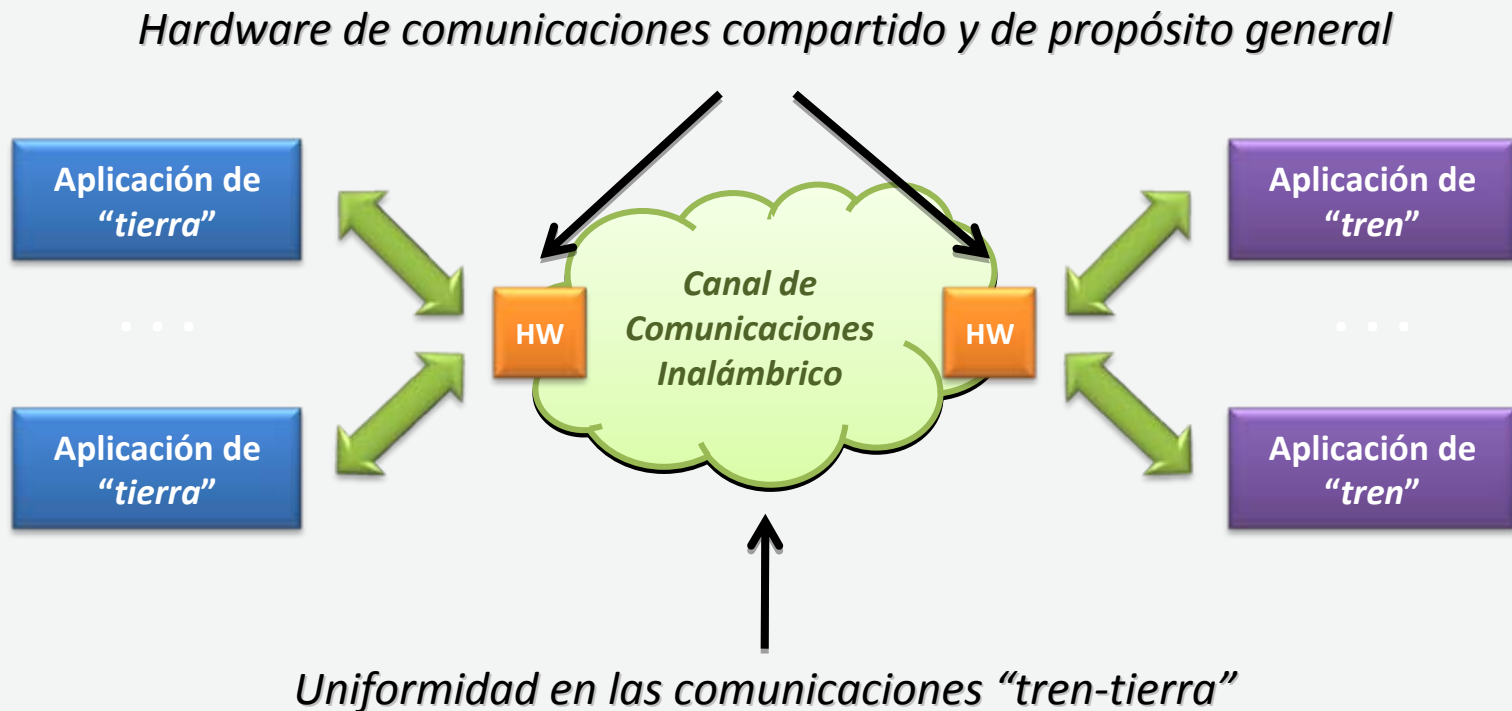 Hardware de comunicaciones compartido y de propósito general
Aplicación de
“tierra”
Aplicación de
“tren”
Canal de
Comunicaciones
Inalámbrico
HW
HW
. . .
. . .
Aplicación de
“tierra”
Aplicación de
“tren”
Uniformidad en las comunicaciones “tren-tierra”